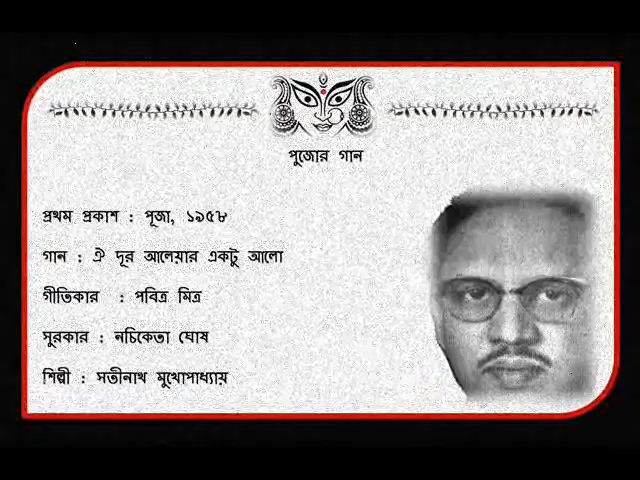 পুজোর গান
প্রথম প্রকাশ : পূজা, ১৯৫৮
গান : ঐ দূর আলেয়ার একটু আলো
গীতিকার : পবিত্র মিত্র
সুরকার : নচিকেতা ঘোষ
শিল্পী : সতীনাথ মুখোপাধ্যায়